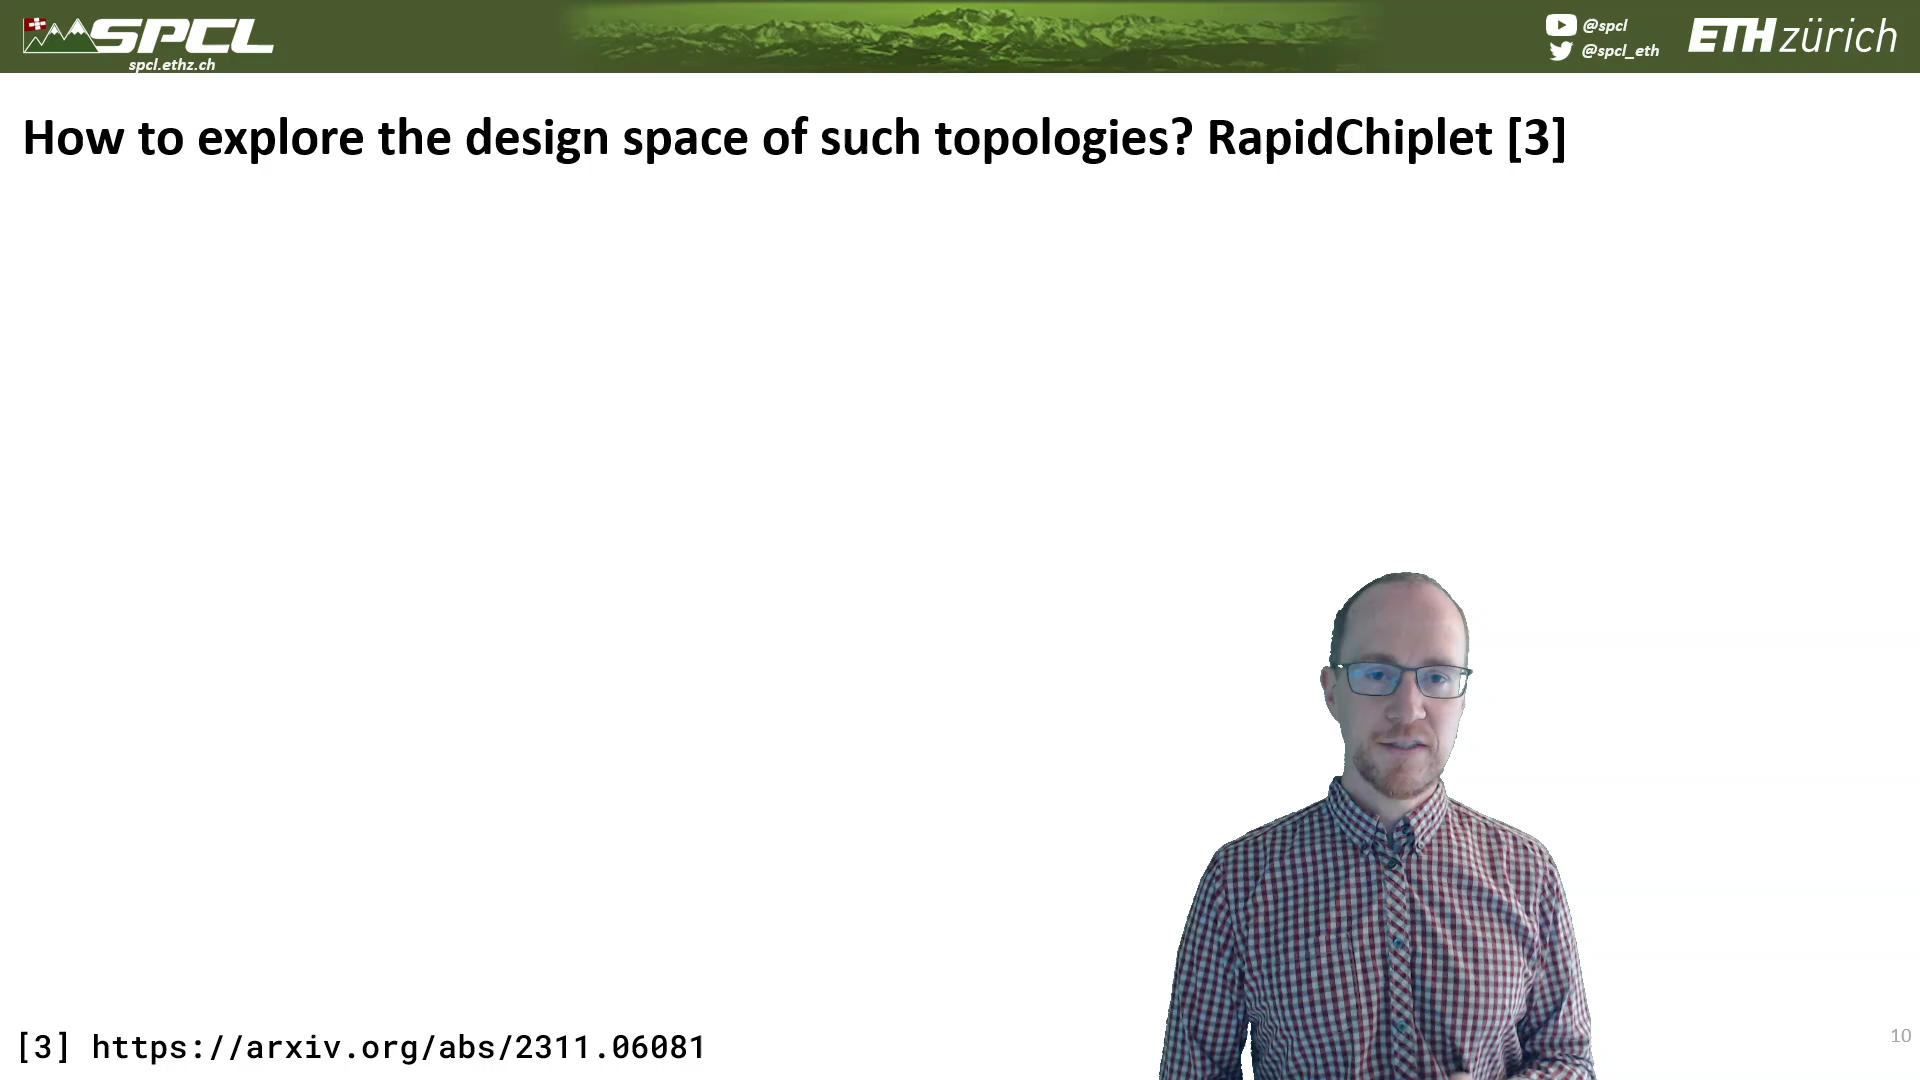 SPCL
spcl.ethz.ch
@spcl
@spcl_eth
ETH zürich
How to explore the design space of such topologies? RapidChiplet [3]
[3] https://arxiv.org/abs/2311.06081
10